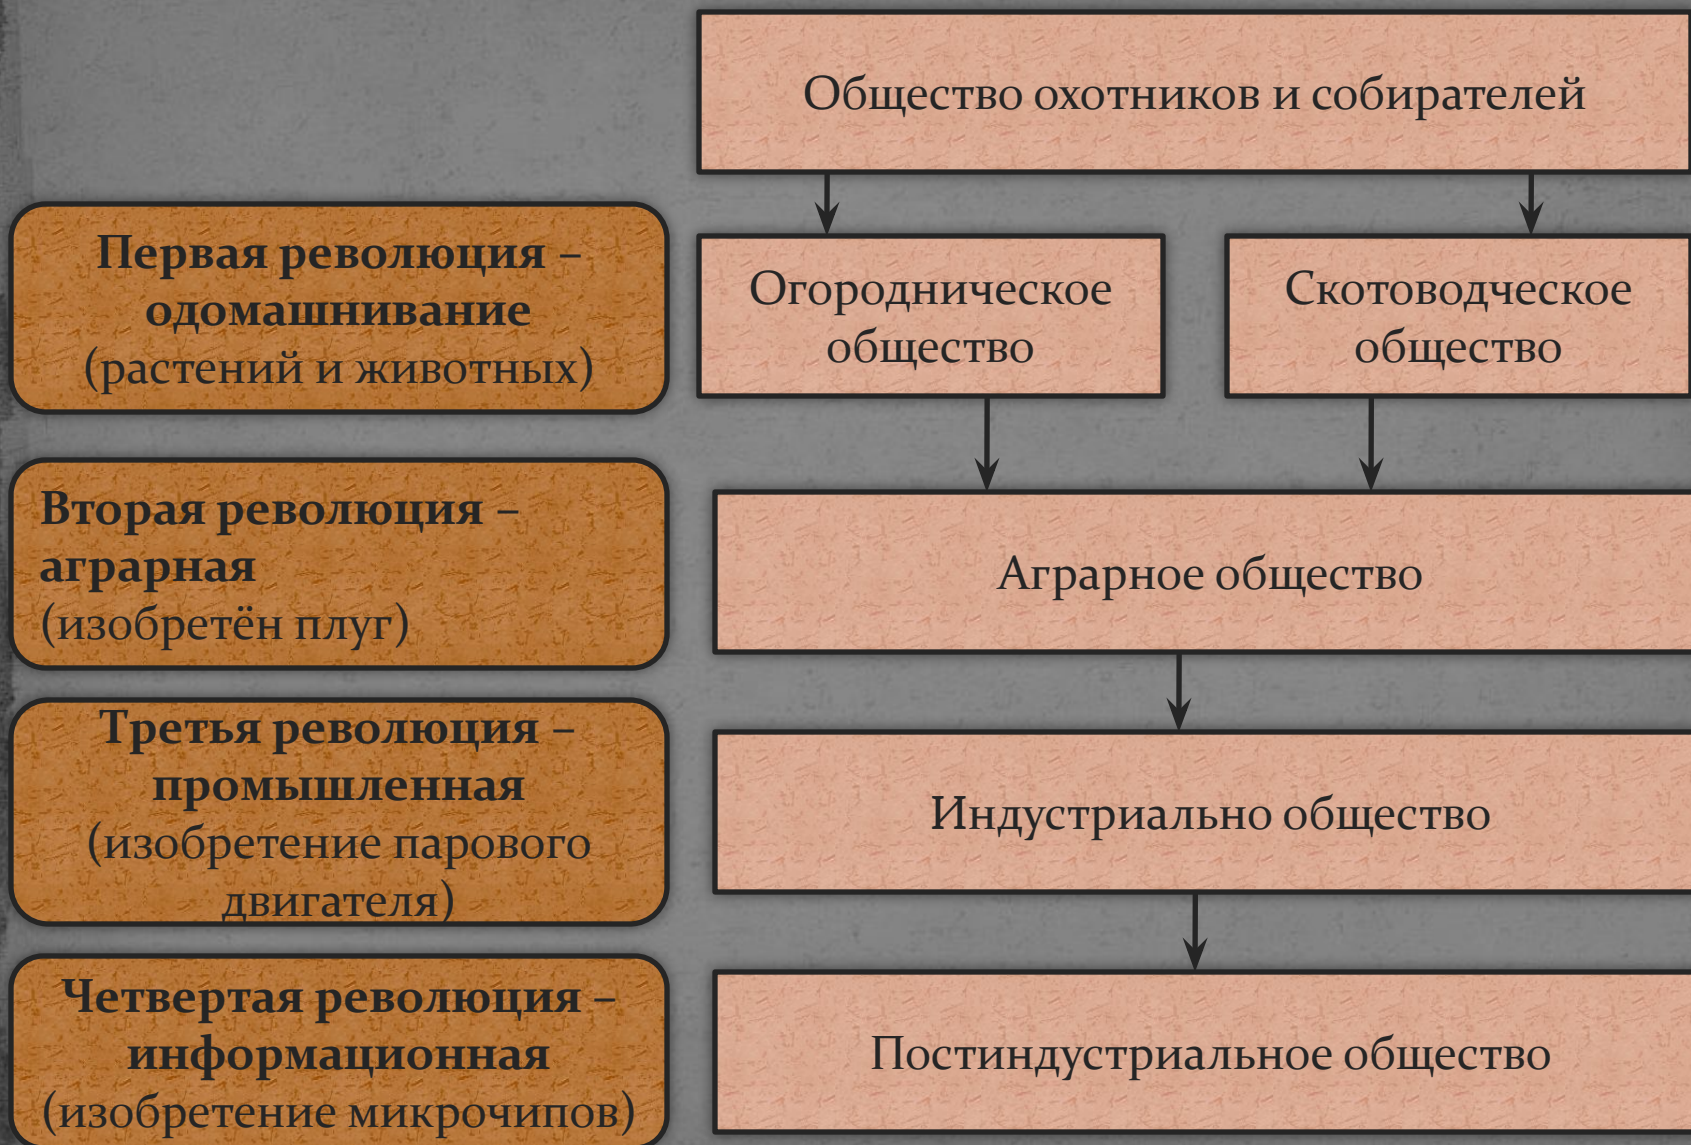 Общество охотников и собирателей
Первая революция –
одомашнивание
(растений и животных)
Огородническое
общество
Скотоводческое
общество
Вторая революция –
аграрная
(изобретён плуг)
Аграрное общество
Третья революция –
промышленная
(изобретение парового
двигателя)
Индустриально общество
Четвертая революция –
информационная
(изобретение микрочипов)
Постиндустриальное общество